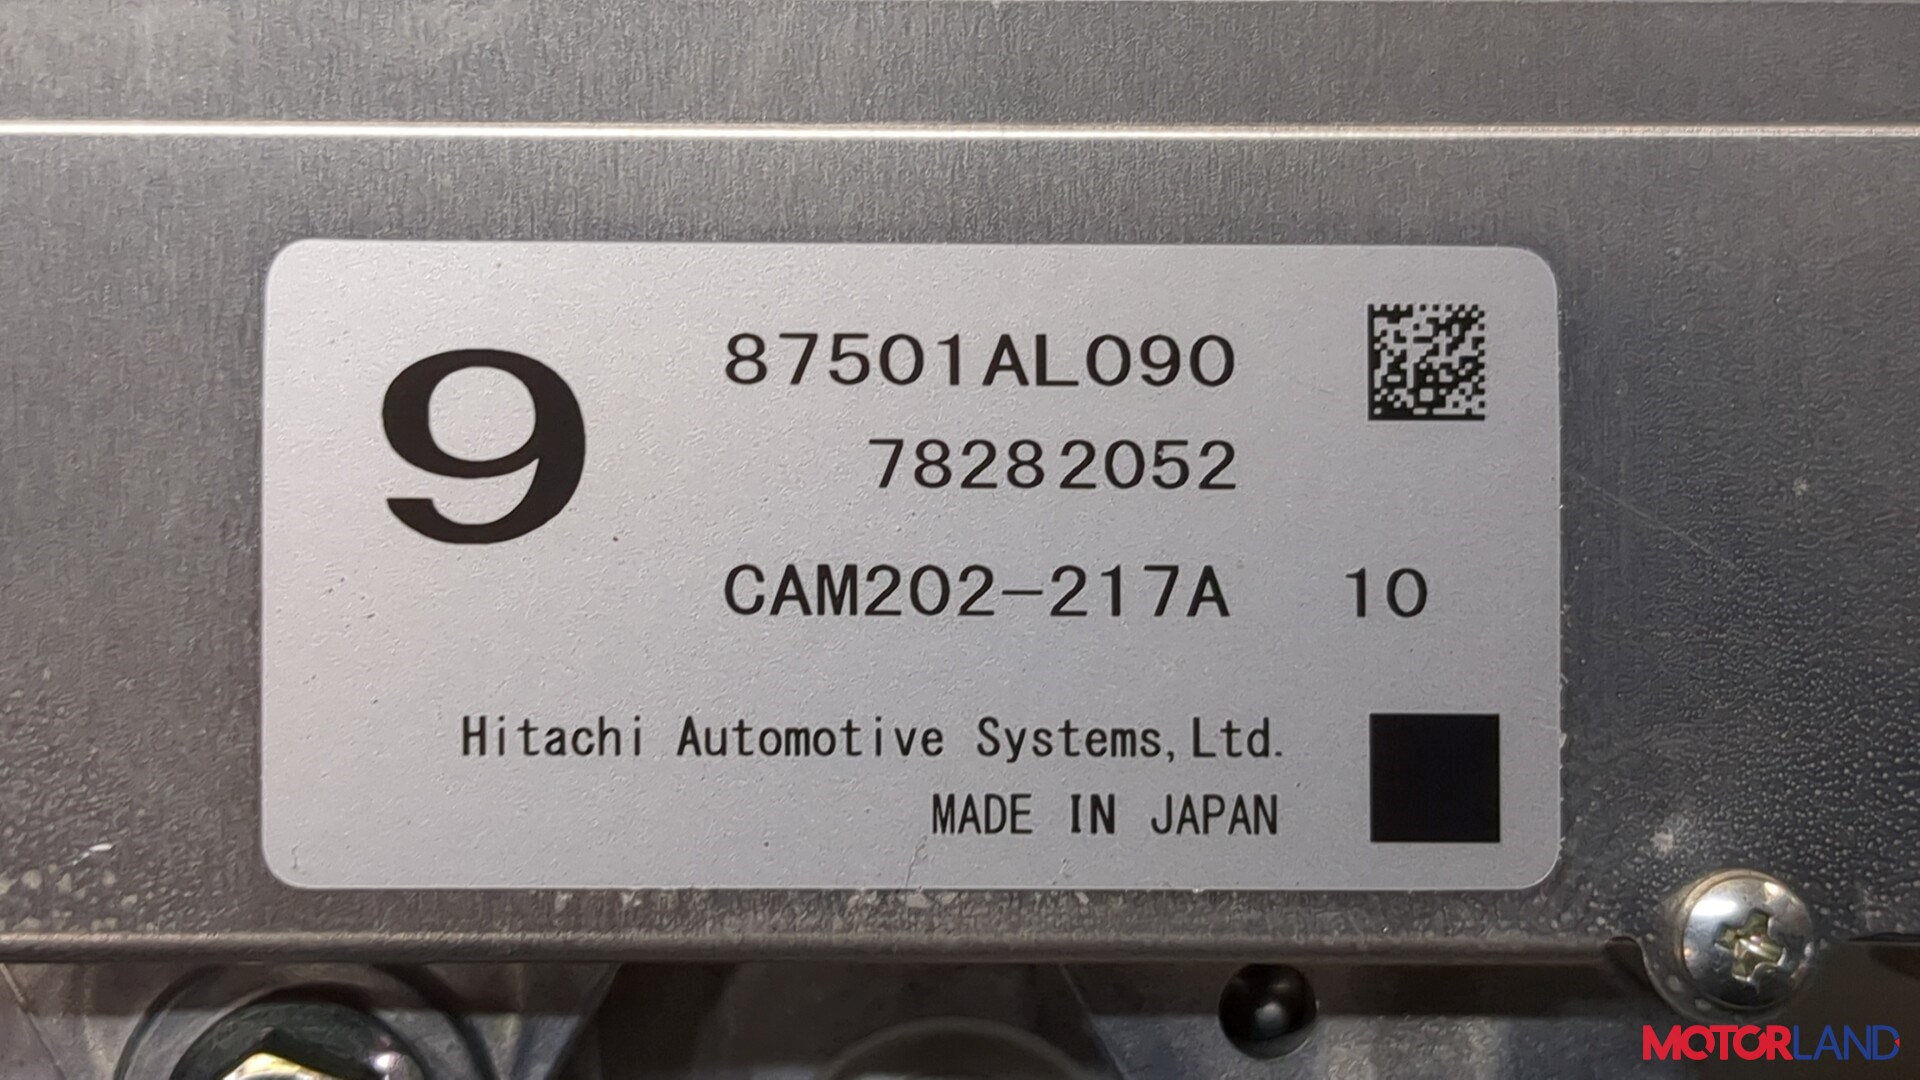 9
87501AL090
78282052
CAM202-217A 10
Hitachi Automotive Systems, Ltd.
MADE IN JAPAN
MOTORLAND